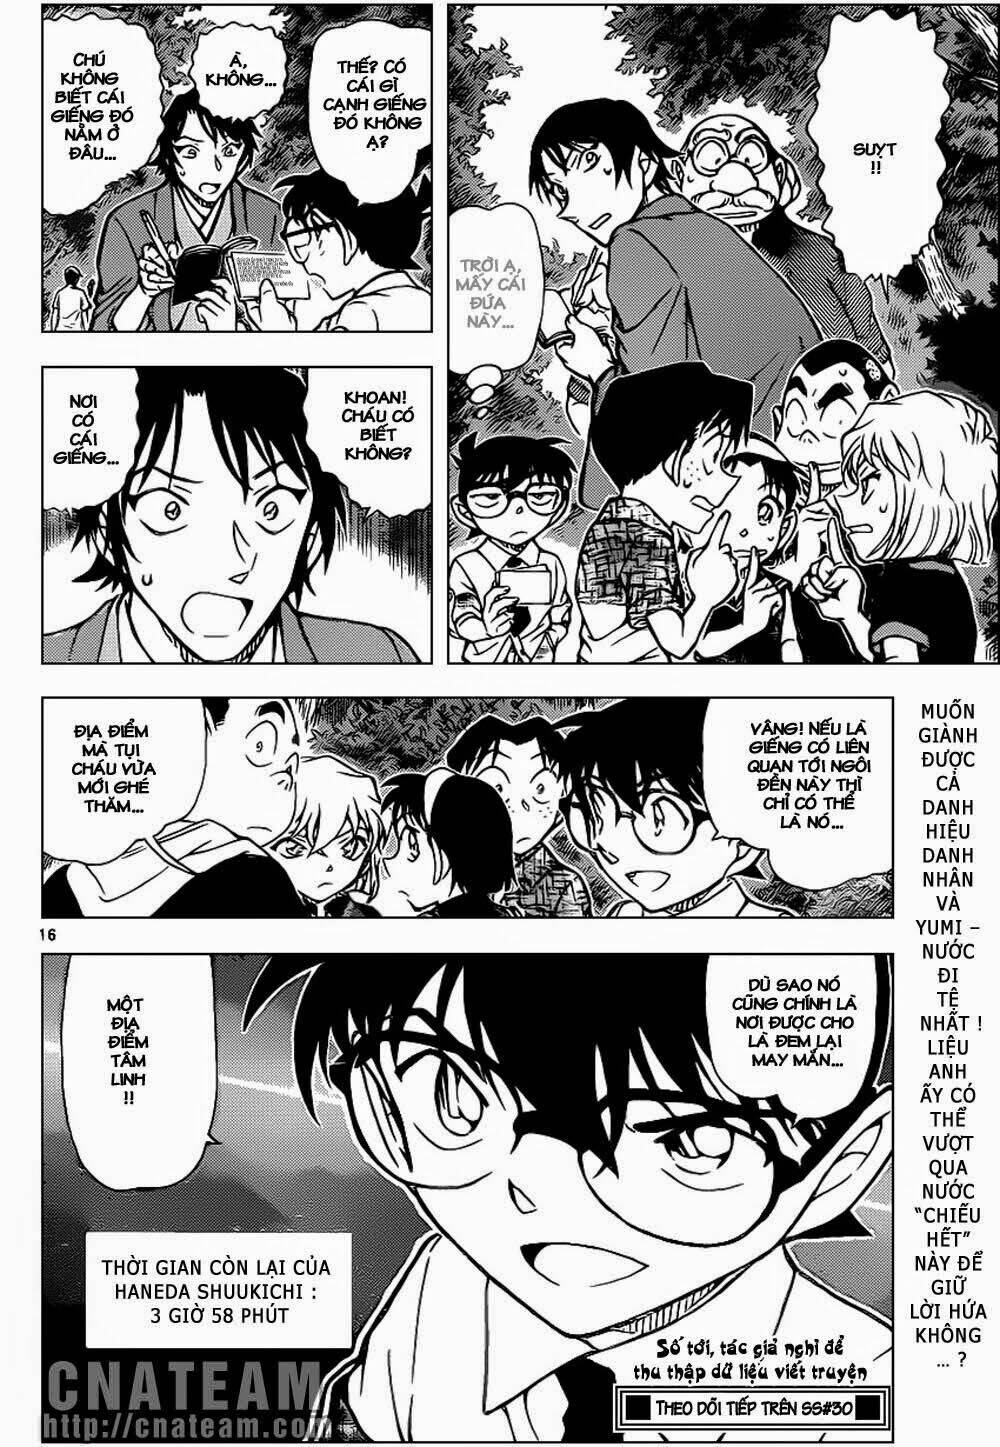 SUỴT
!!
TRỜI Ạ,
MẤY CÁI
ĐỨA
NÀY...
THẾ? CÓ
CÁI GÌ
CẠNH GIẾNG
ĐÓ KHÔNG
Ạ?
À,
KHÔNG...
CHÚ
KHÔNG
BIẾT CÁI
GIẾNG ĐÓ
NẰM Ở
ĐÂU...
KHOAN!
CHÁU CÓ
BIẾT
KHÔNG?
NƠI
CÓ
CÁI
GIẾNG...
VÂNG! NẾU LÀ
GIẾNG CÓ LIÊN
QUAN TỚI NGÔI
ĐỀN NÀY THÌ
CHỈ CÓ THỂ
LÀ NÓ...
ĐỊA ĐIỂM
MÀ TỤI
CHÁU VỪA
MỚI GHÉ
THĂM...
16
DÙ SAO NÓ
CŨNG CHÍNH LÀ
NƠI ĐƯỢC CHO
LÀ ĐEM LẠI
MAY MẮN...
MỘT
ĐỊA
ĐIỂM
TÂM
LINH
!!
THỜI GIAN CÒN LẠI CỦA
HANEDA SHUUKICHI :
3 GIỜ 58 PHÚT
MUỐN
GIÀNH
ĐƯỢC
CẢ
DANH
HIỆU
DANH
NHÂN
VÀ
YUMI –
NƯỚC
ĐI
TỆ
NHẤT !
LIỆU
ANH
ẤY CÓ
THỂ
VƯỢT
QUA
NƯỚC
“CHIẾU
HẾT”
NÀY ĐỂ
GIỮ
LỜI HỨA
KHÔNG
... ?
Số tới, tác giả nghỉ để
thu thập dữ liệu viết truyện
THEO DÕI TIẾP TRÊN SS#30
CNATEAM
http://cnateam.com/